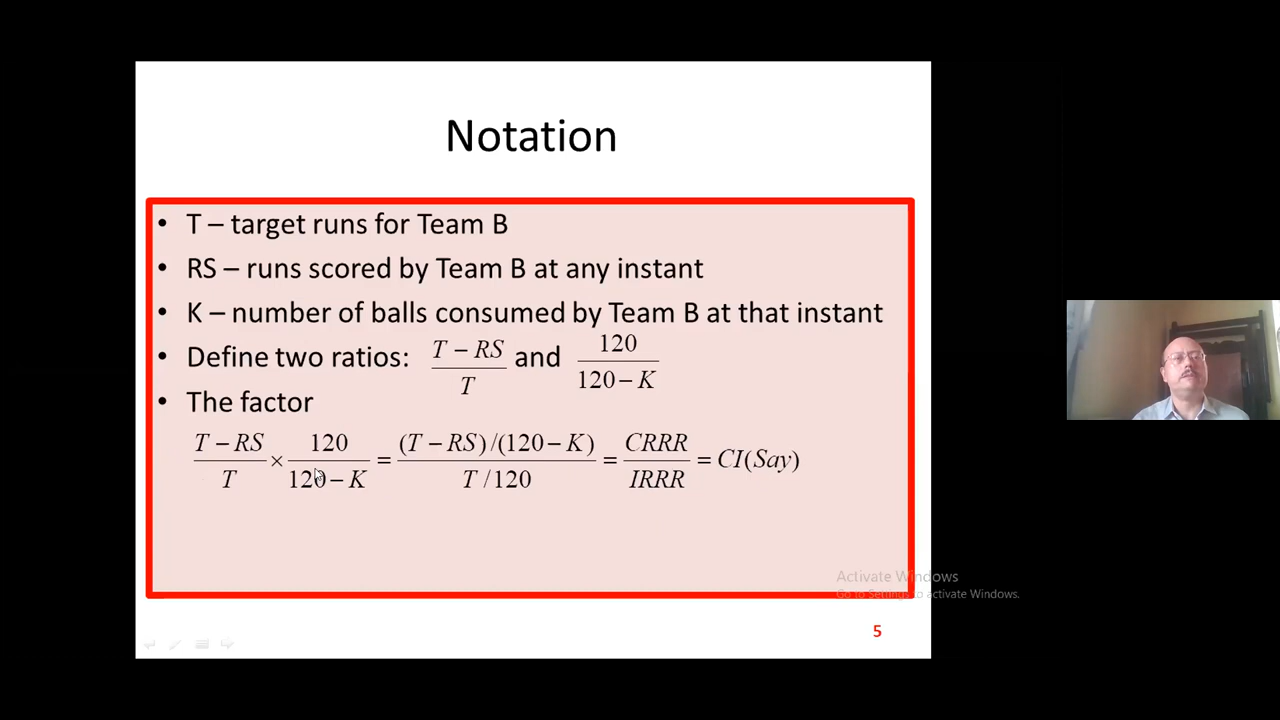 Notation
• T – target runs for Team B
• RS – runs scored by Team B at any instant
• K – number of balls consumed by Team B at that instant
• Define two ratios: (T − RS)/T and 120/(120 − K)
• The factor
(T − RS)/T × 120/(120 − K) = ((T − RS)/(120 − K))/(T/120) = CRRR/IRRR = CI(Say)
Activate Windows
Go to Settings to activate Windows.
5